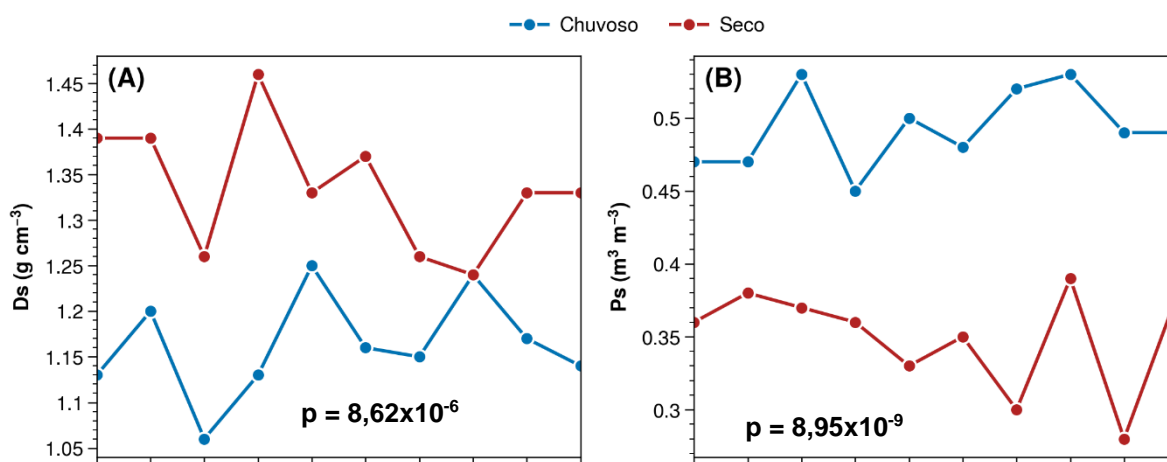 Chuvoso Seco
(A)
Ds (g cm⁻³)
1.45
1.4
1.35
1.3
1.25
1.2
1.15
1.1
1.05
p = 8,62x10⁻⁶
(B)
Ps (m³ m⁻³)
0.5
0.45
0.4
0.35
0.3
p = 8,95x10⁻⁹